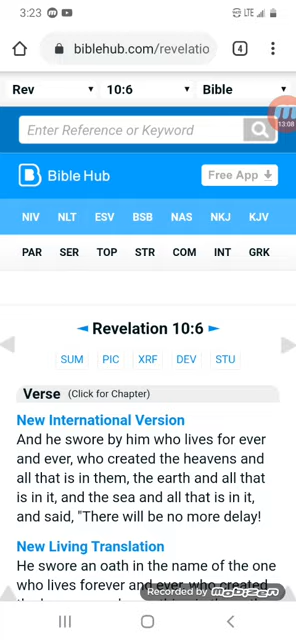 3:23 LTE
biblehub.com/revelatio 4
Rev 10:6 Bible
13:08
Enter Reference or Keyword
Bible Hub Free App
NIV NLT ESV BSB NAS NKJ KJV
PAR SER TOP STR COM INT GRK
Revelation 10:6
SUM PIC XRF DEV STU
Verse (Click for Chapter)
New International Version
And he swore by him who lives for ever
and ever, who created the heavens and
all that is in them, the earth and all that
is in it, and the sea and all that is in it,
and said, "There will be no more delay!
New Living Translation
He swore an oath in the name of the one
who lives forever and ever, who created
Recorded by mobizen